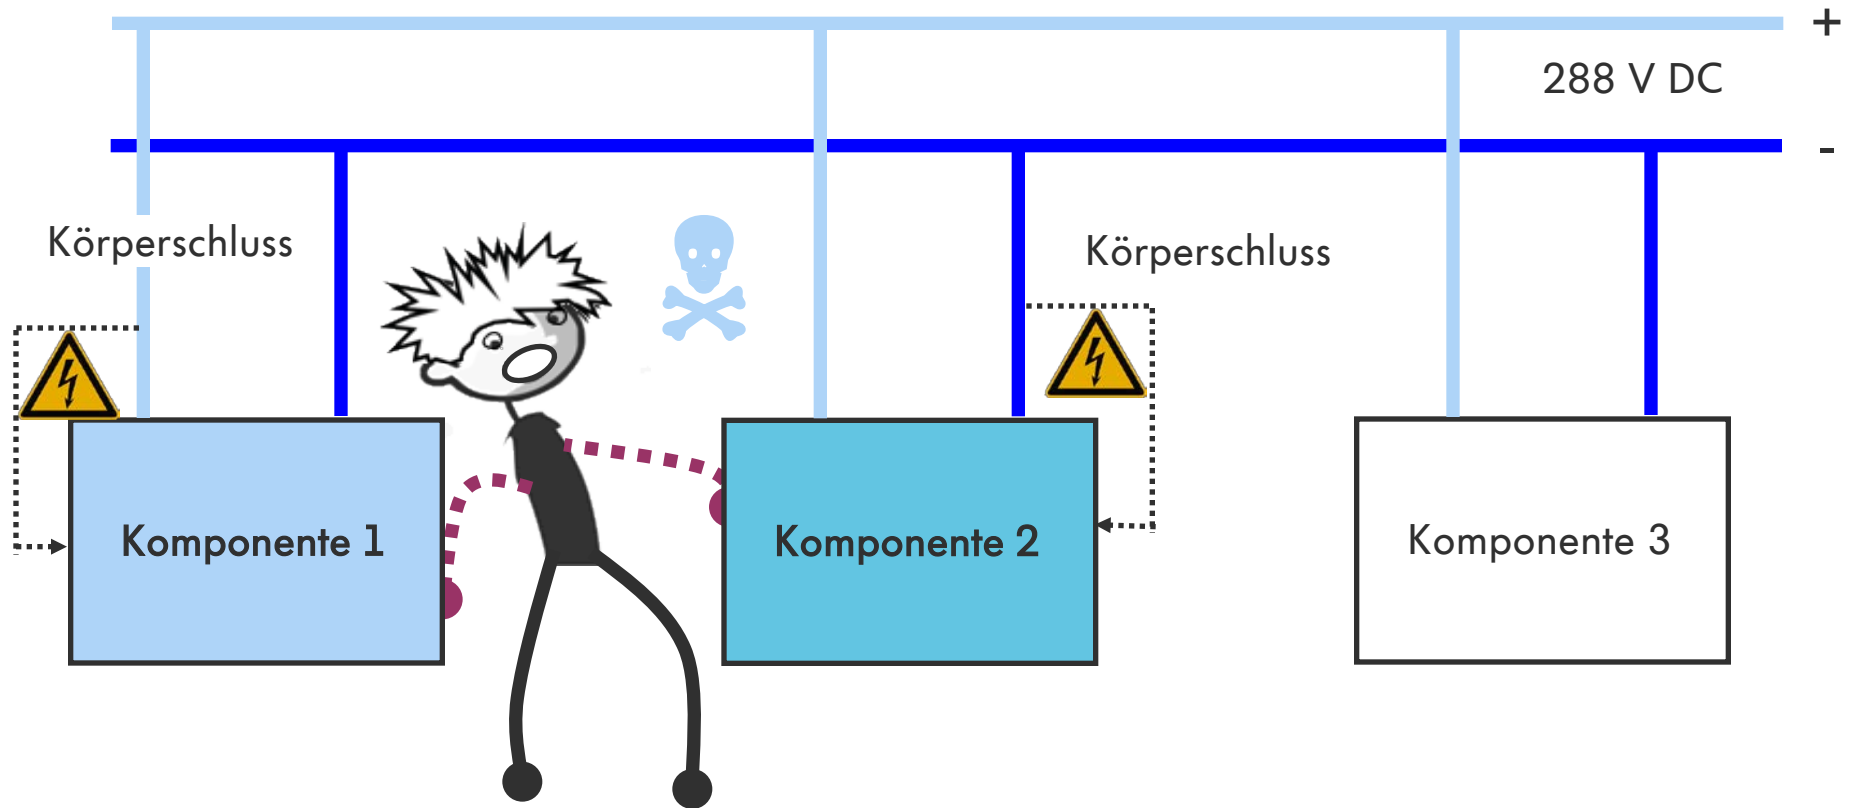 +
288 V DC
-
Körperschluss
Körperschluss
Komponente 1
Komponente 2
Komponente 3